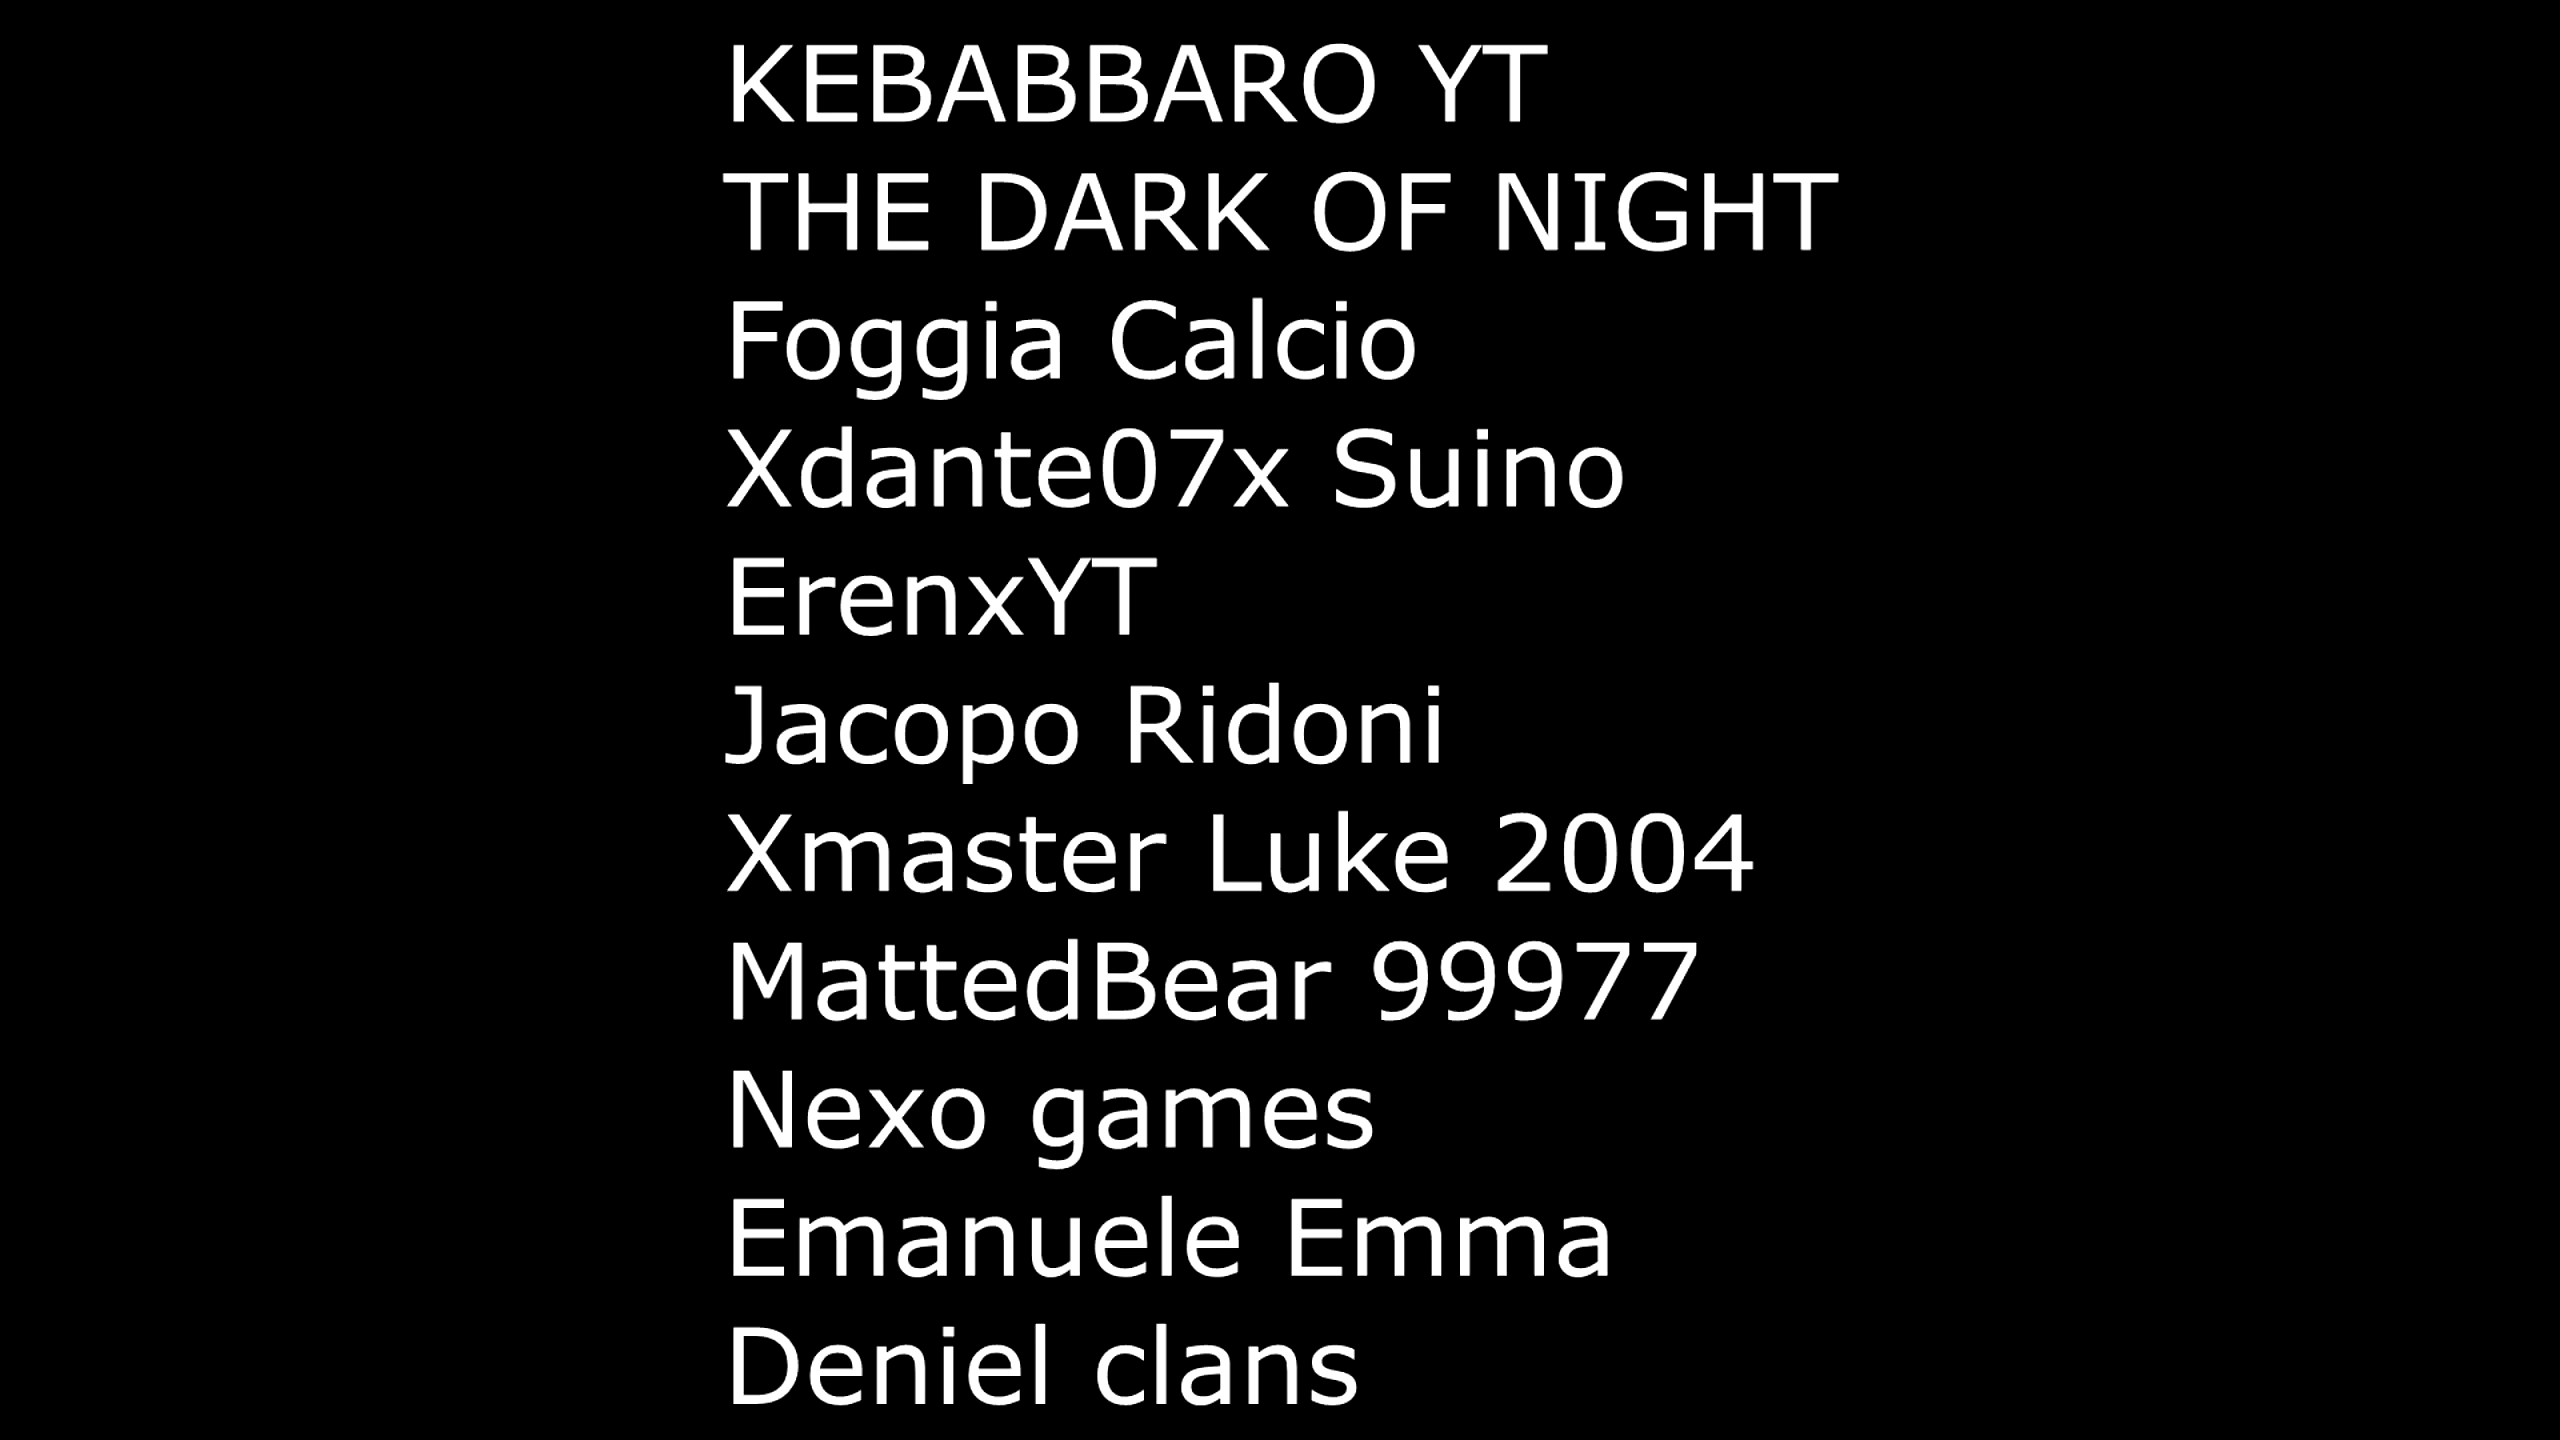 KEBABBARO YT
THE DARK OF NIGHT
Foggia Calcio
Xdante07x Suino
ErenxYT
Jacopo Ridoni
Xmaster Luke 2004
MattedBear 99977
Nexo games
Emanuele Emma
Deniel clans